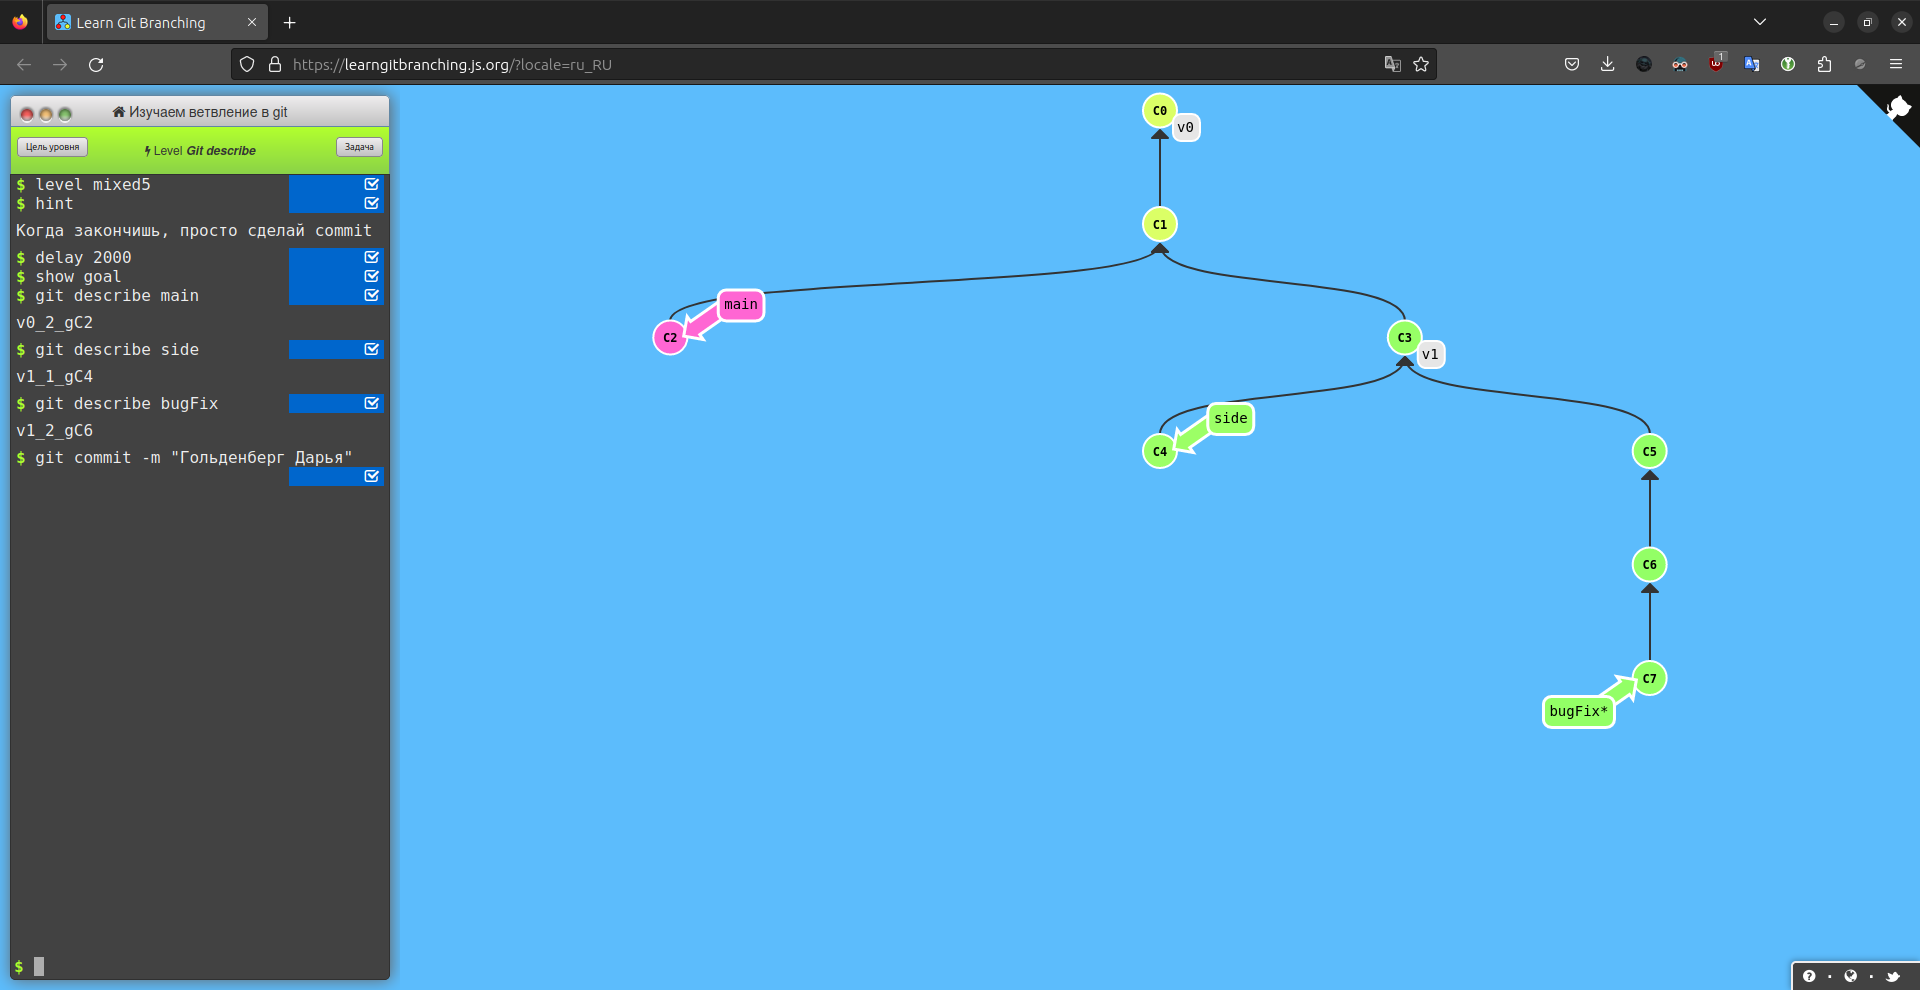 Learn Git Branching
https://learngitbranching.js.org/?locale=ru_RU
1
Изучаем ветвление в git
Цель уровня
Level Git describe
Задача
$ level mixed5
$ hint
Когда закончишь, просто сделай commit
$ delay 2000
$ show goal
$ git describe main
v0_2_gC2
$ git describe side
v1_1_gC4
$ git describe bugFix
v1_2_gC6
$ git commit -m "Гольденберг Дарья"
$
C0
v0
C1
main
C2
C3
v1
side
C4
C5
C6
C7
bugFix*